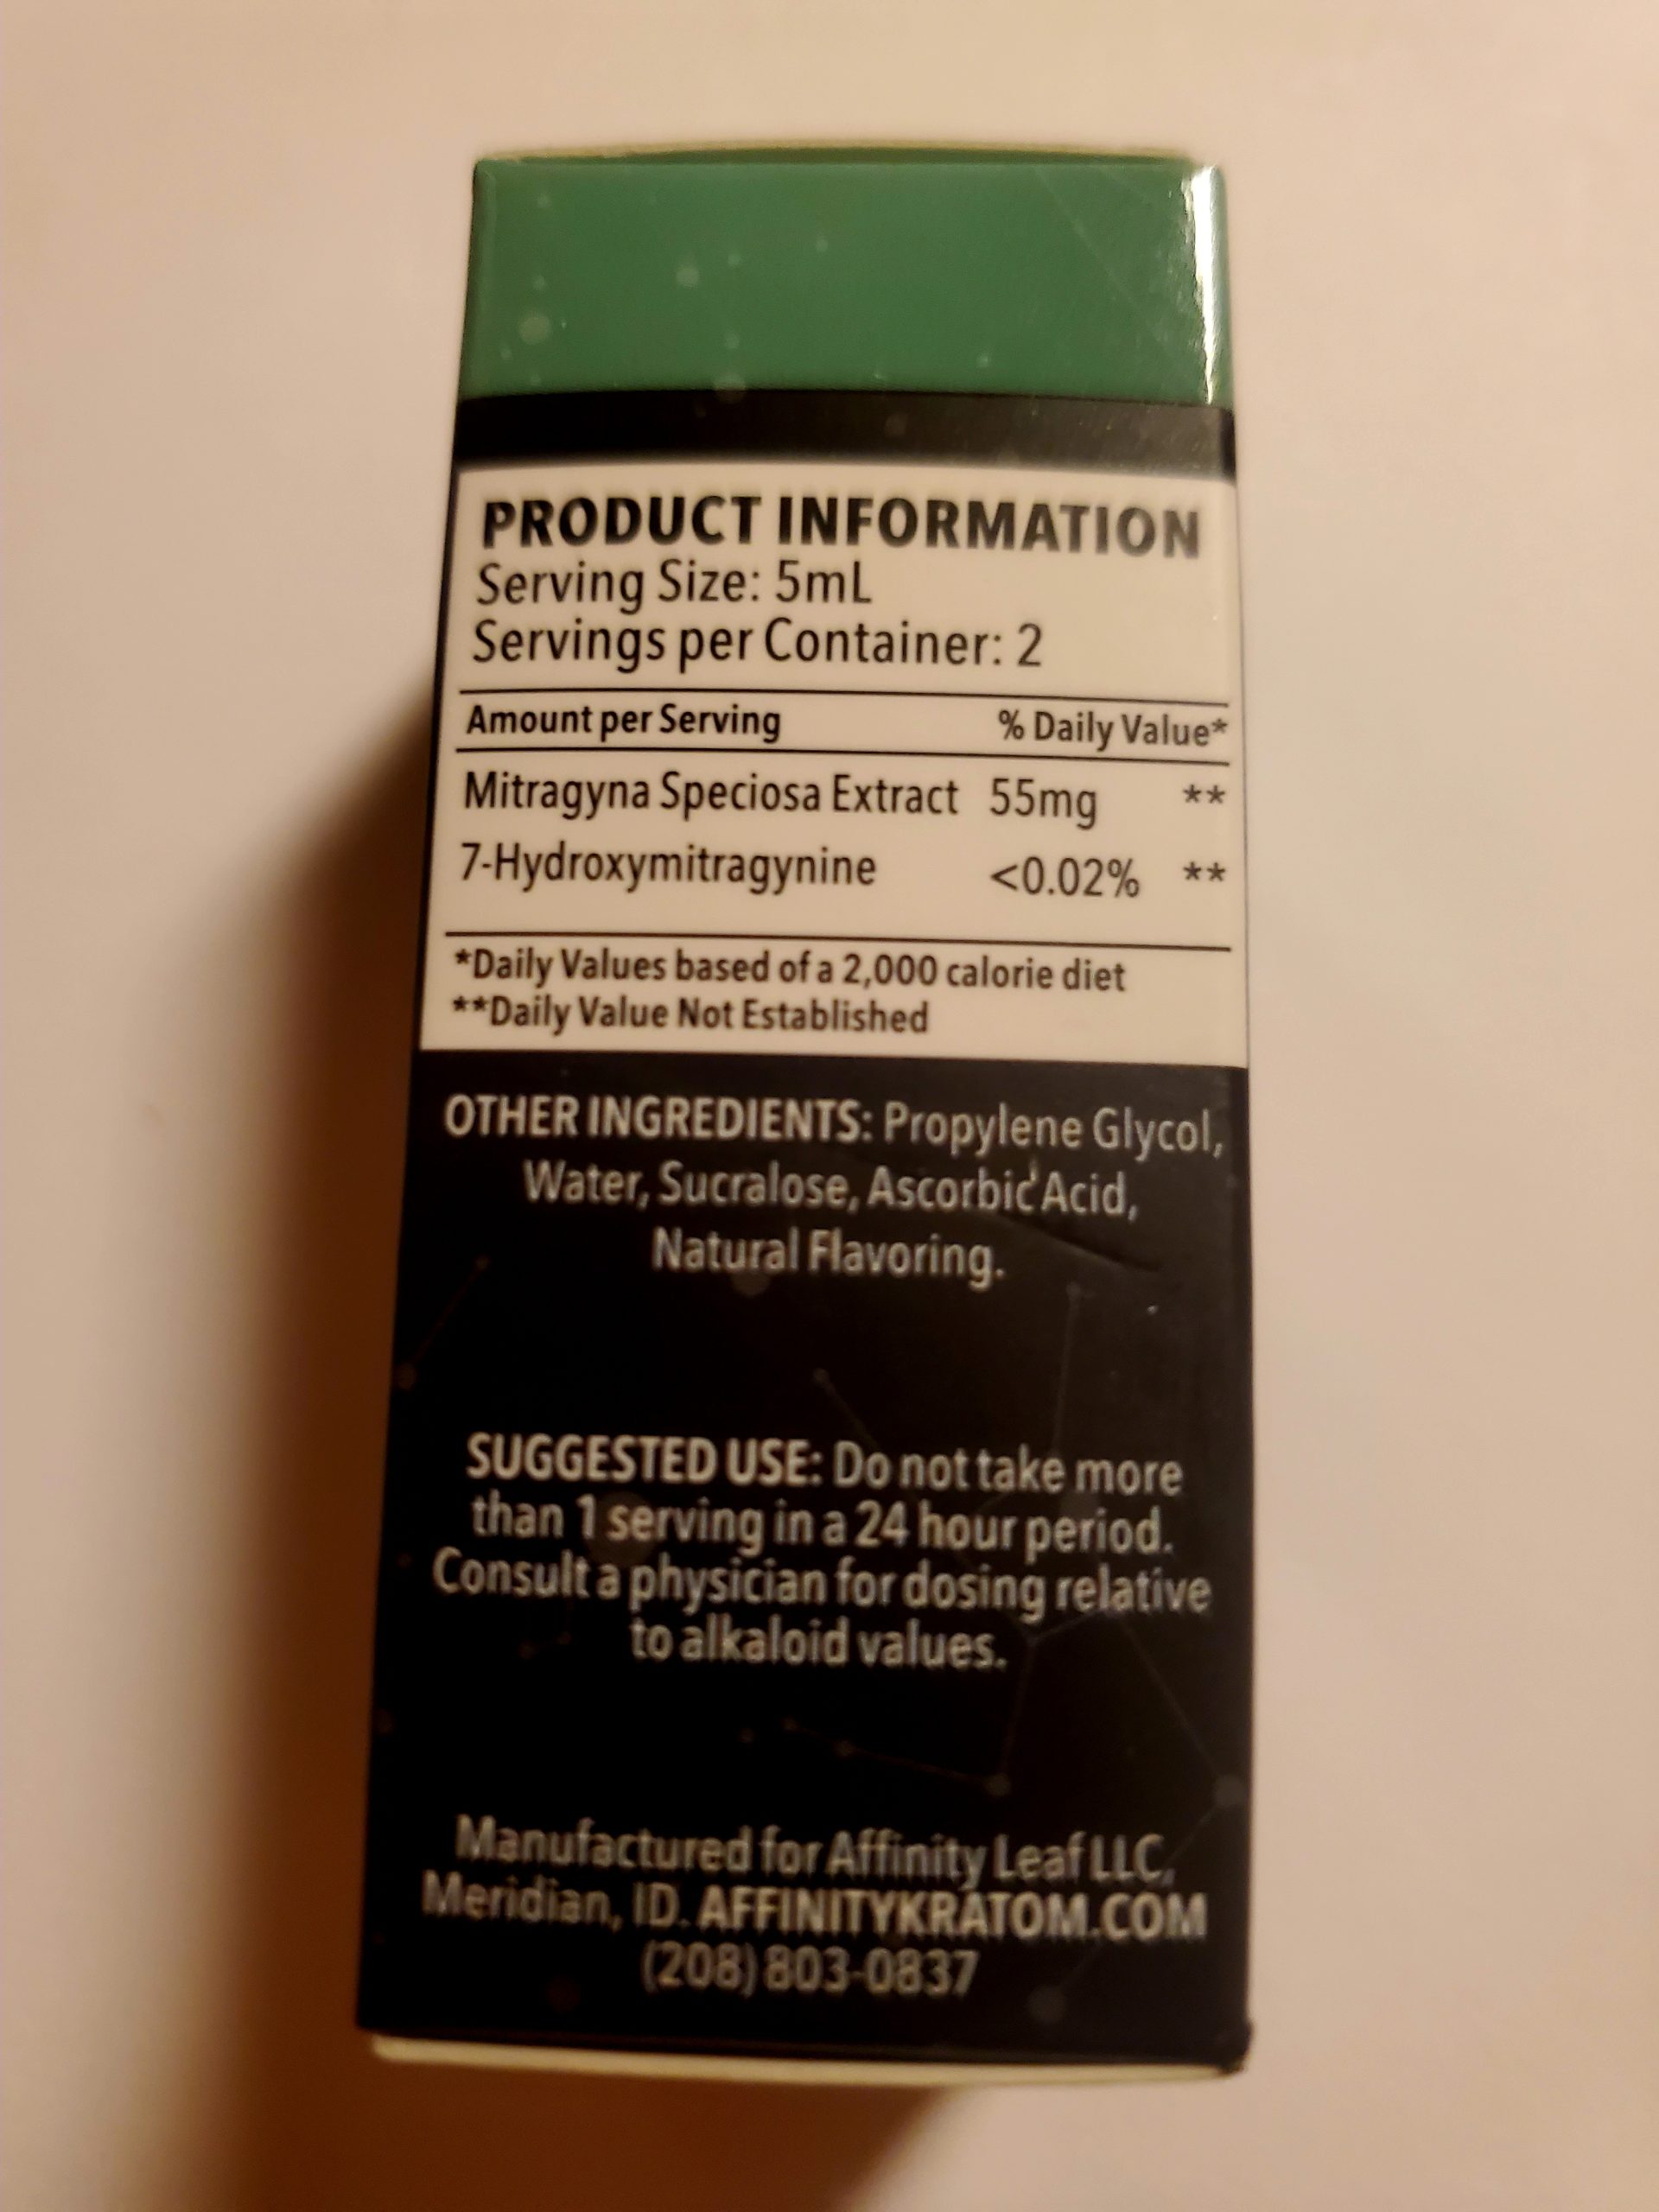 PRODUCT INFORMATION
Serving Size: 5mL
Servings per Container: 2
Amount per Serving % Daily Value*
Mitragyna Speciosa Extract 55mg **
7-Hydroxymitragynine <0.02% **
*Daily Values based of a 2,000 calorie diet
**Daily Value Not Established
OTHER INGREDIENTS: Propylene Glycol,
Water, Sucralose, Ascorbic Acid,
Natural Flavoring.
SUGGESTED USE: Do not take more
than 1 serving in a 24 hour period.
Consult a physician for dosing relative
to alkaloid values.
Manufactured for Affinity Leaf LLC,
Meridian, ID. AFFINITYKRATOM.COM
(208) 803-0837